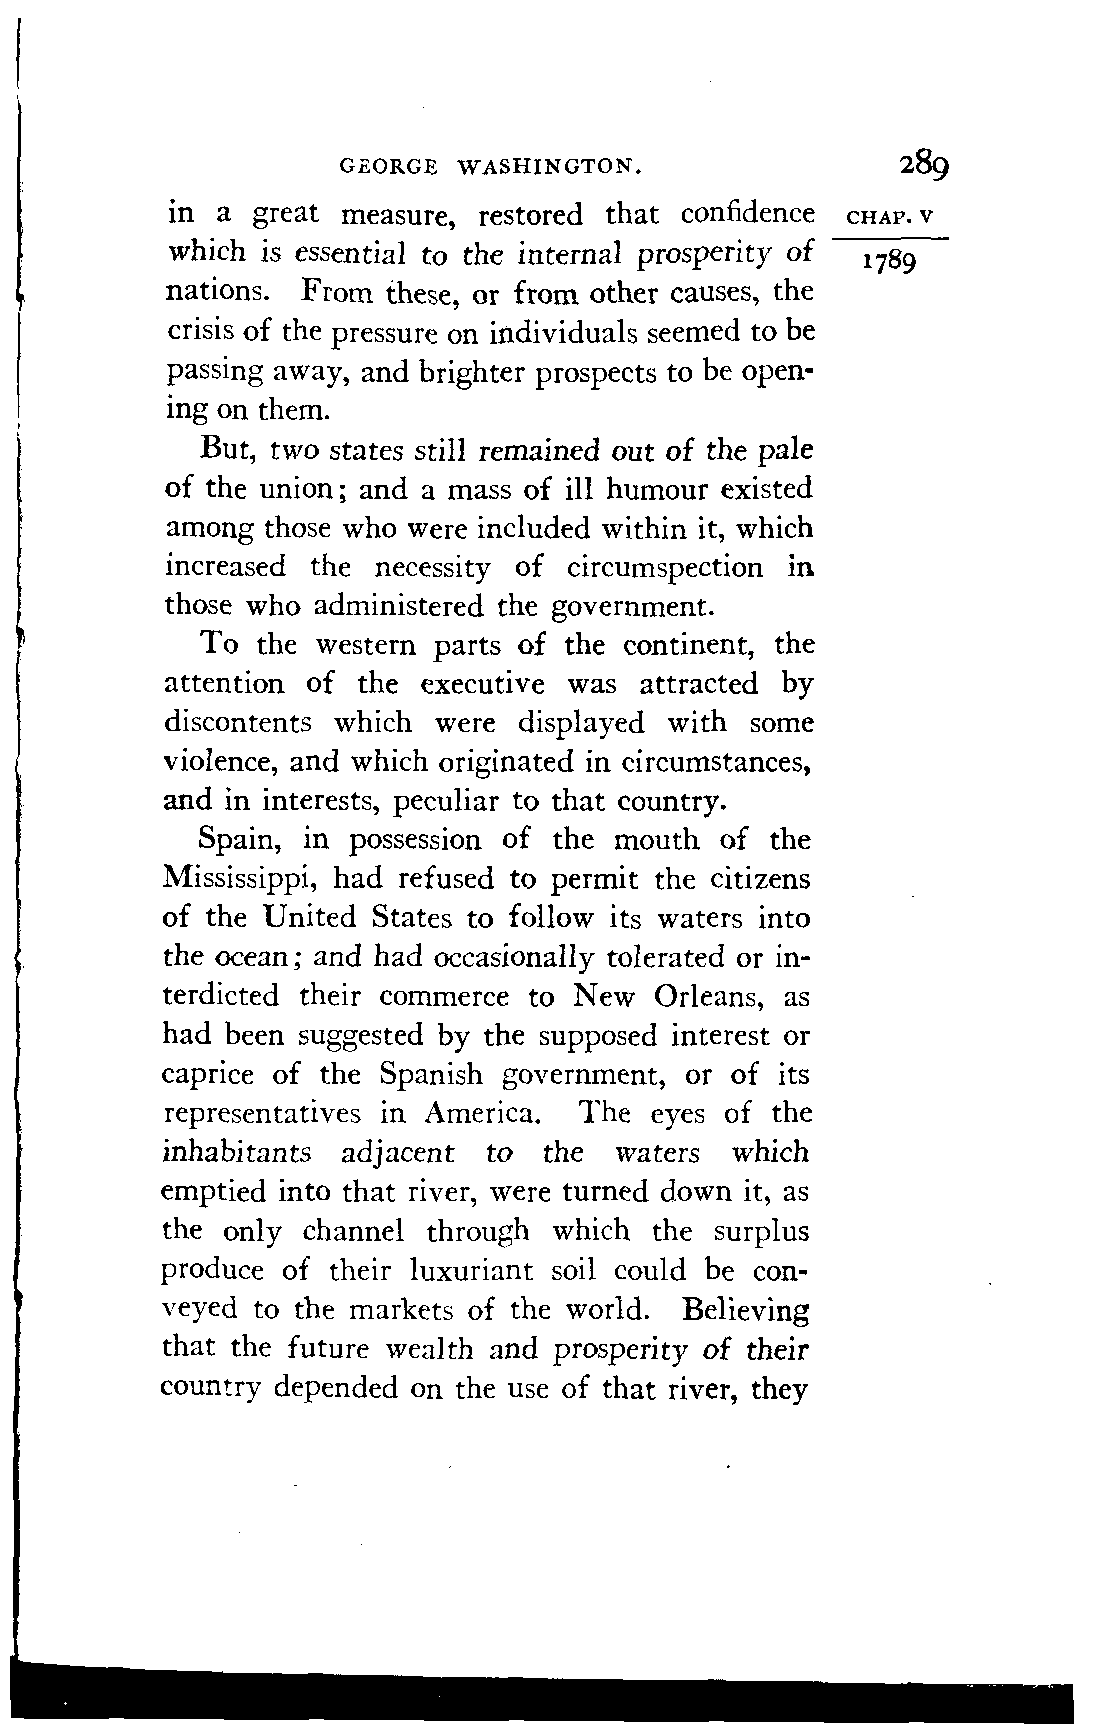 GEORGE WASHINGTON. 289
in a great measure, restored that confidence CHAP. V
which is essential to the internal prosperity of 1789
nations. From these, or from other causes, the
crisis of the pressure on individuals seemed to be
passing away, and brighter prospects to be open-
ing on them.
But, two states still remained out of the pale
of the union; and a mass of ill humour existed
among those who were included within it, which
increased the necessity of circumspection in
those who administered the government.
To the western parts of the continent, the
attention of the executive was attracted by
discontents which were displayed with some
violence, and which originated in circumstances,
and in interests, peculiar to that country.
Spain, in possession of the mouth of the
Mississippi, had refused to permit the citizens
of the United States to follow its waters into
the ocean; and had occasionally tolerated or in-
terdicted their commerce to New Orleans, as
had been suggested by the supposed interest or
caprice of the Spanish government, or of its
representatives in America. The eyes of the
inhabitants adjacent to the waters which
emptied into that river, were turned down it, as
the only channel through which the surplus
produce of their luxuriant soil could be con-
veyed to the markets of the world. Believing
that the future wealth and prosperity of their
country depended on the use of that river, they